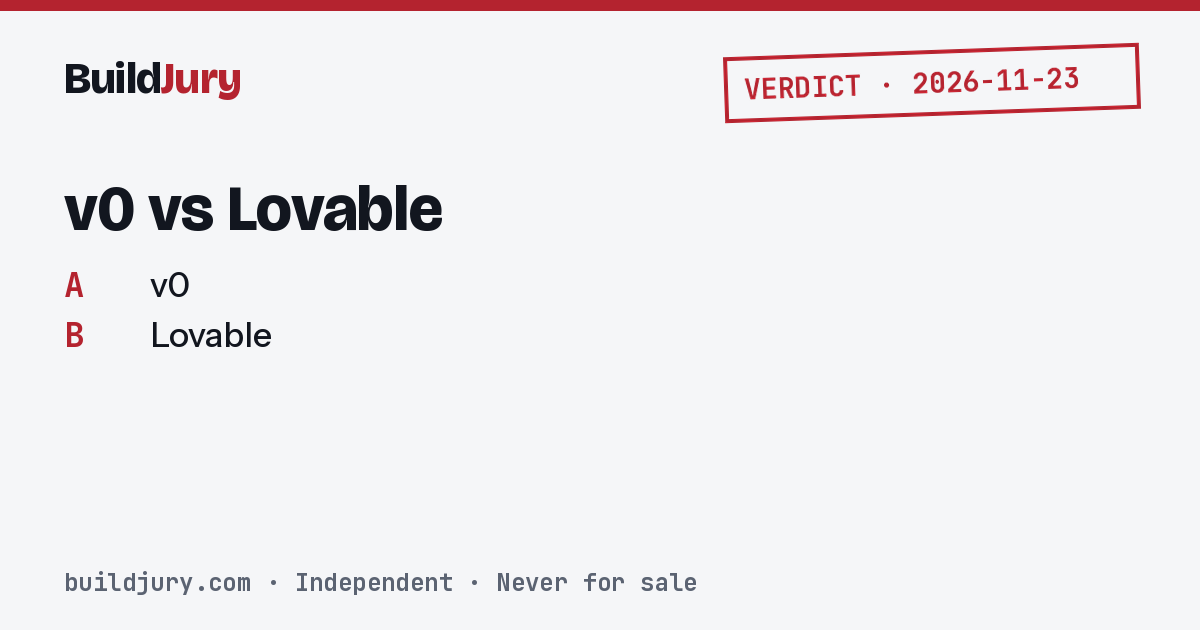 BuildJury
VERDICT · 2026-11-23
v0 vs Lovable
A v0
B Lovable
buildjury.com · Independent · Never for sale